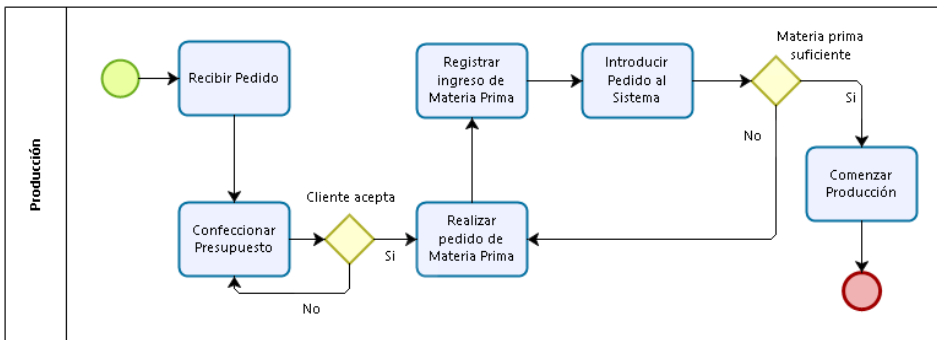 Producción
Recibir Pedido
Confeccionar
Presupuesto
Cliente acepta
Si
No
Realizar
pedido de
Materia Prima
Registrar
ingreso de
Materia Prima
Introducir
Pedido al
Sistema
Materia prima
suficiente
Si
No
Comenzar
Producción